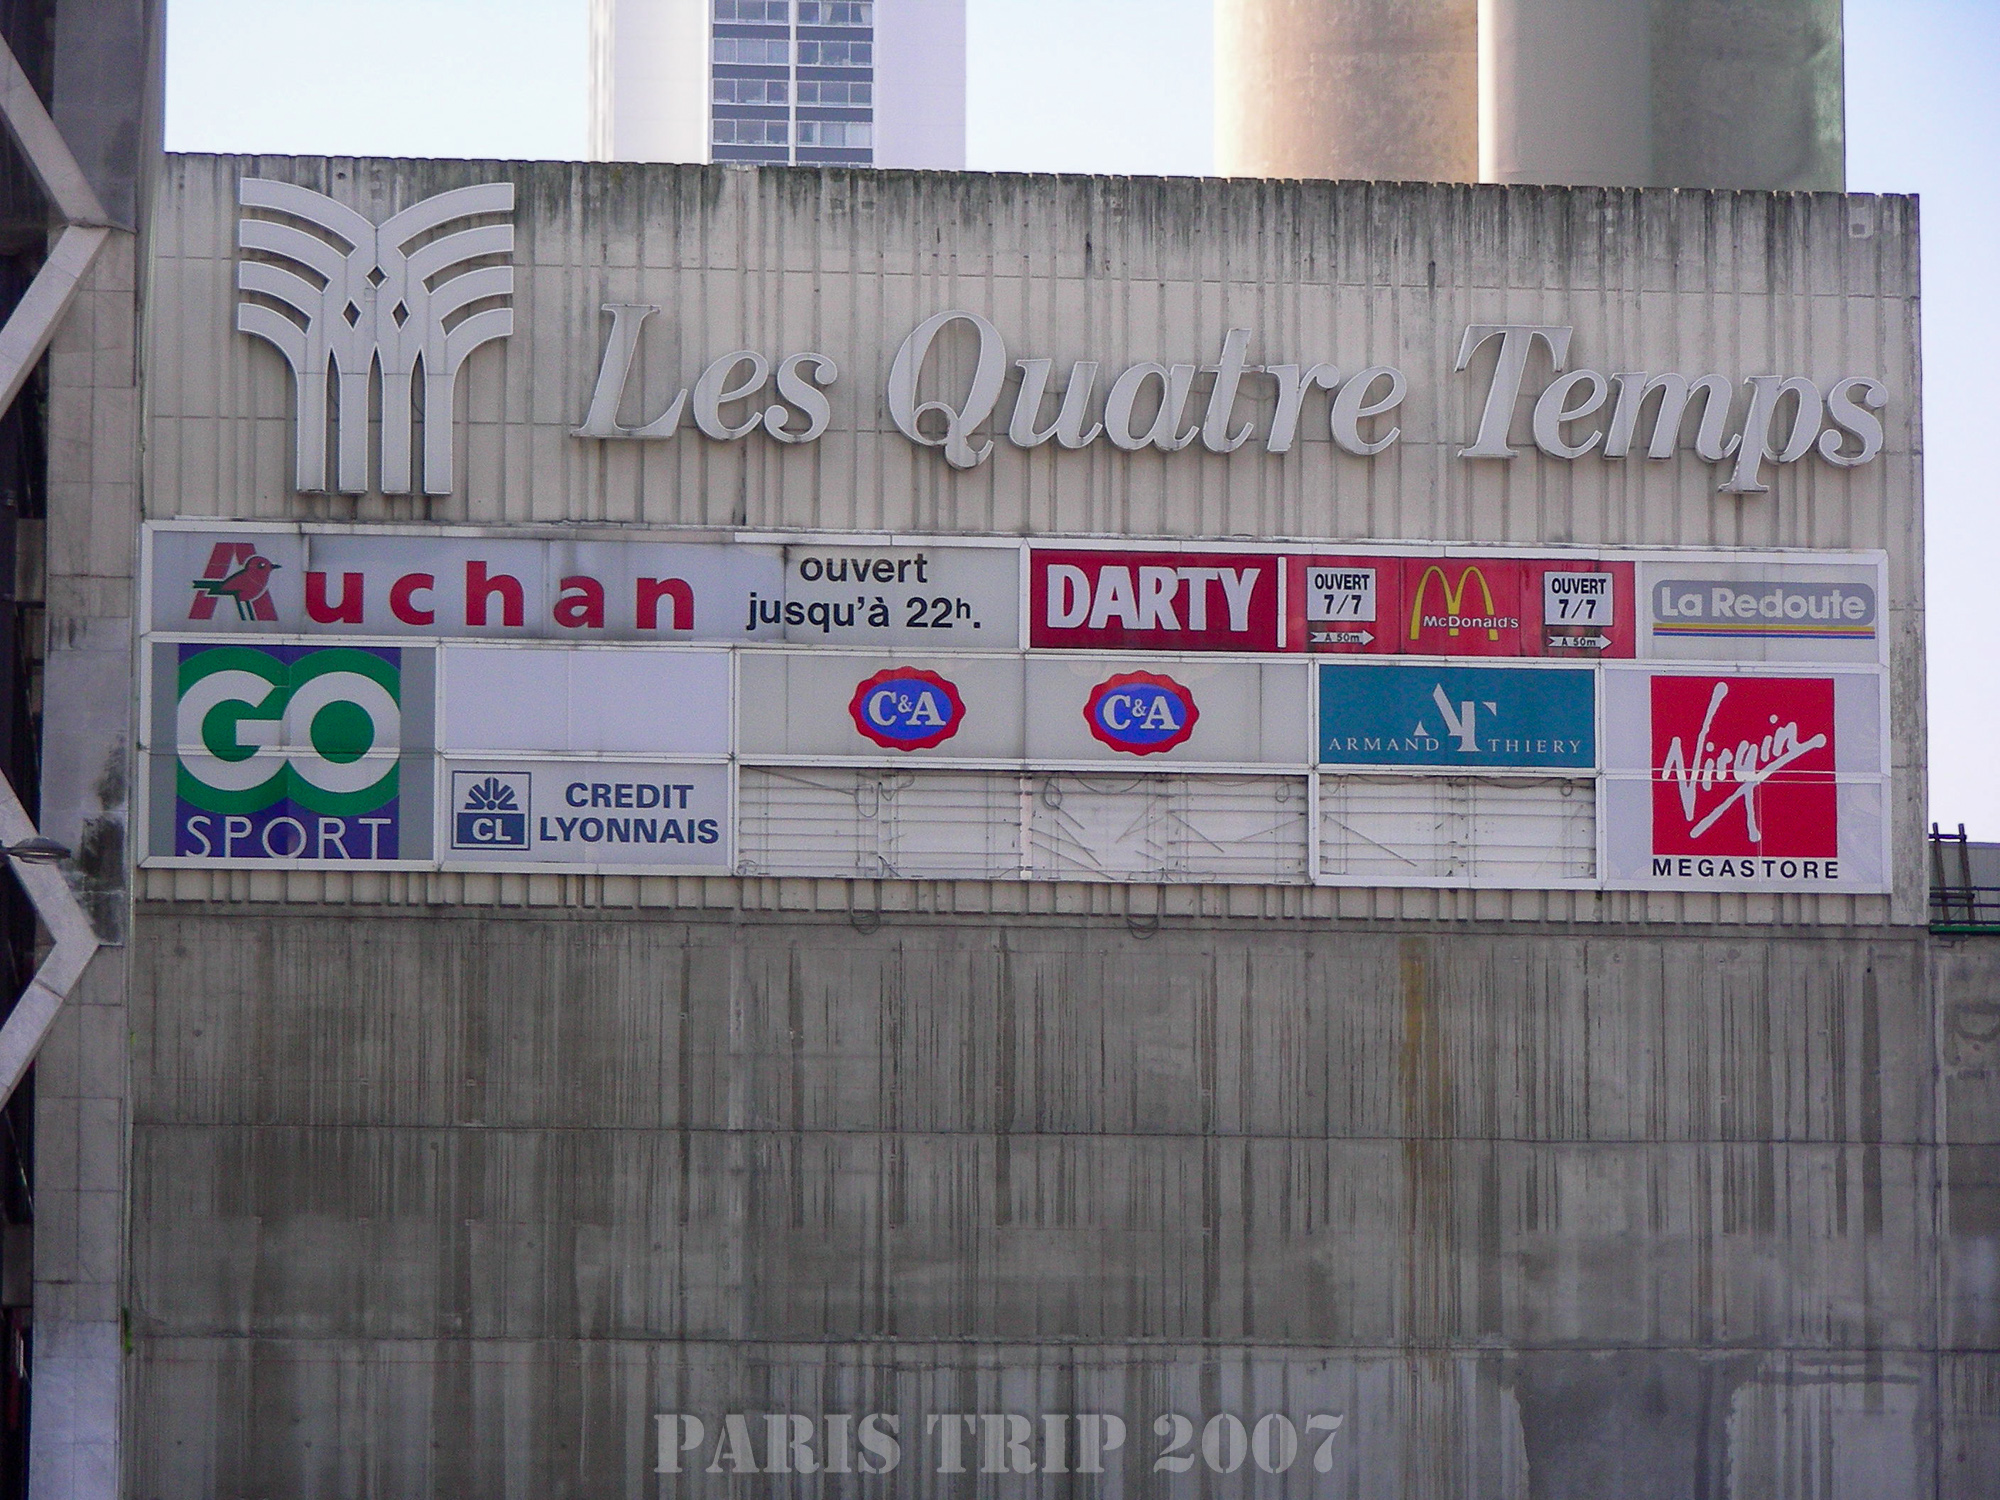 Les Quatre Temps
Auchan
ouvert
jusqu'à 22h.
DARTY
OUVERT
7/7
A 50m
McDonald's
OUVERT
7/7
A 50m
La Redoute
GO
SPORT
CL
CREDIT
LYONNAIS
C&A
C&A
AT
ARMAND THIERY
Virgin
MEGASTORE
PARIS TRIP 2007